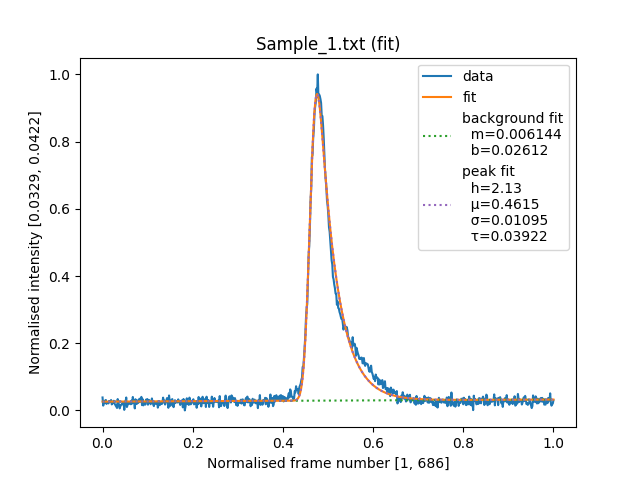 Sample_1.txt (fit)
Normalised intensity [0.0329, 0.0422]
1.0
0.8
0.6
0.4
0.2
0.0
data
fit
background fit
m=0.006144
b=0.02612
peak fit
h=2.13
μ=0.4615
σ=0.01095
τ=0.03922
0.0 0.2 0.4 0.6 0.8 1.0
Normalised frame number [1, 686]